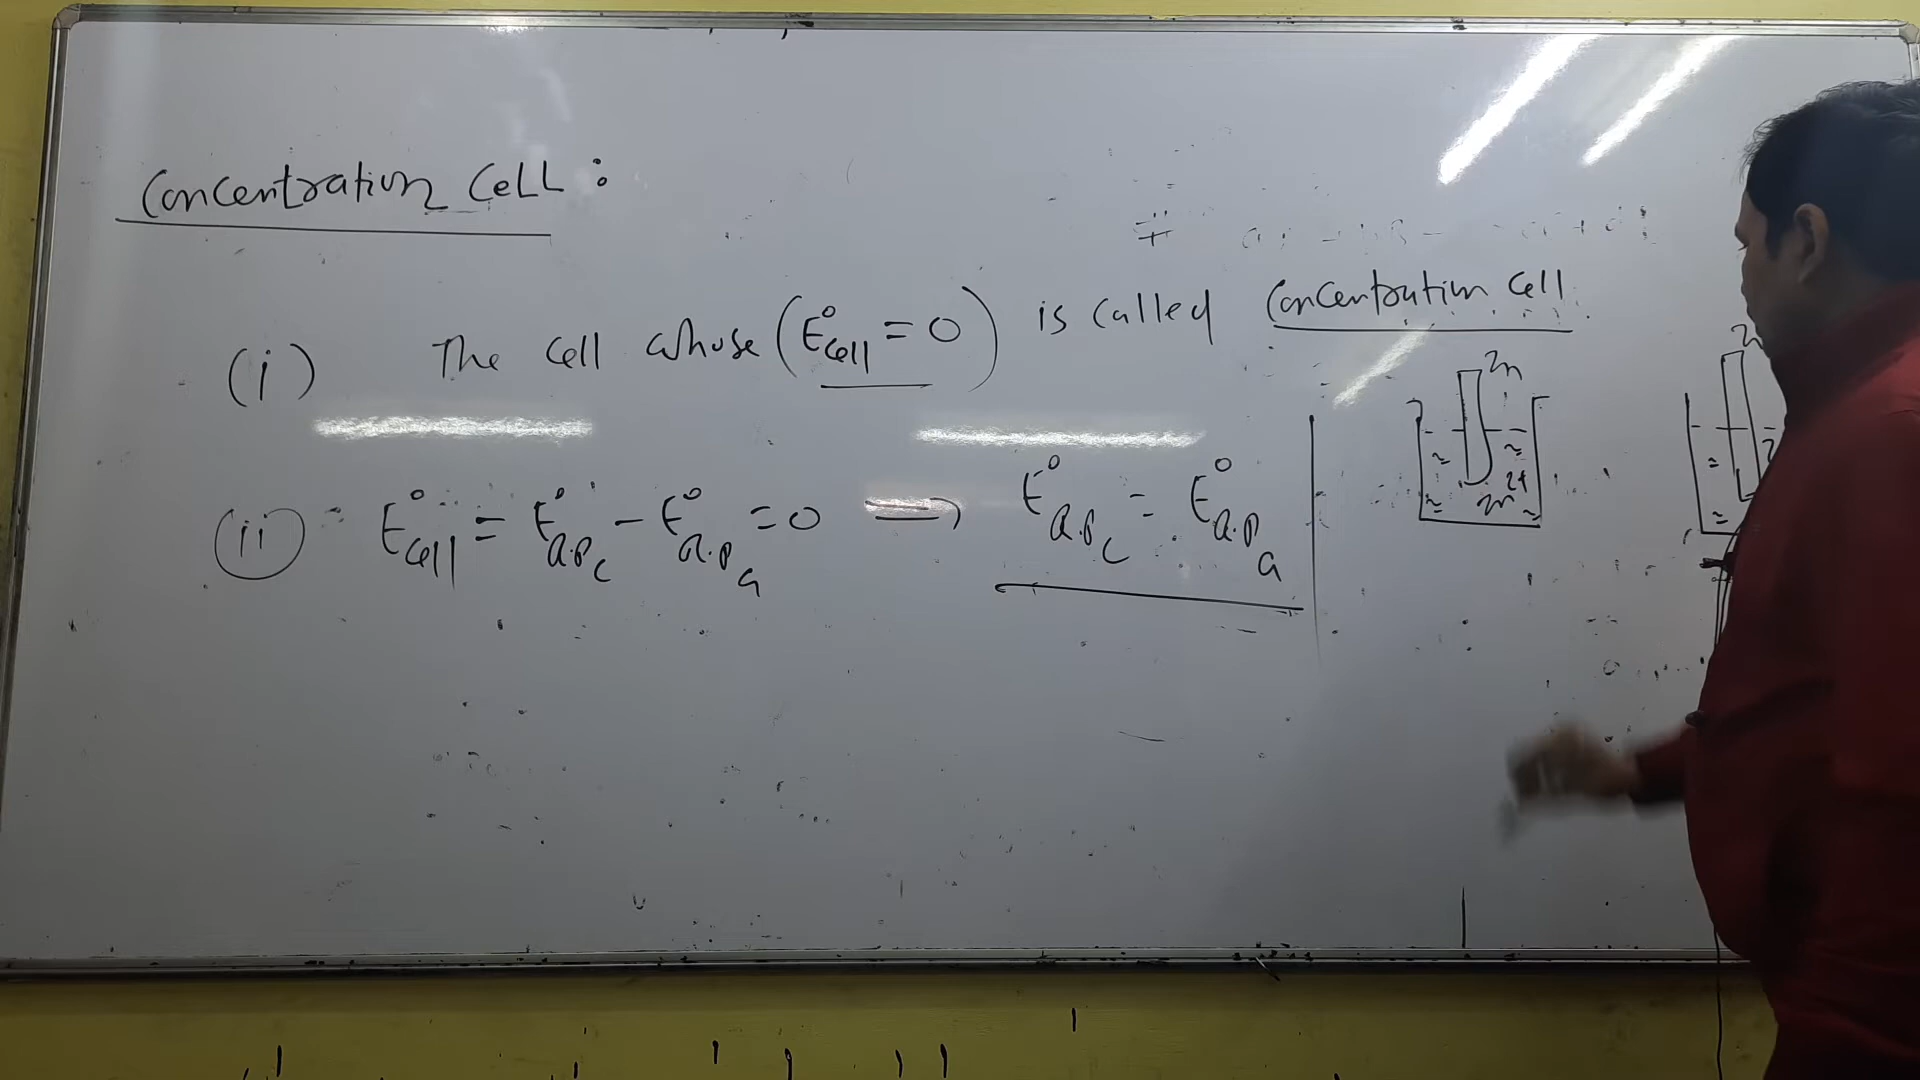 Concentration Cell :
(i) The cell whose (E°cell = 0) is called Concentration cell.
(ii) E°cell = E°R.P_C - E°R.P_a = 0 ⟹ E°R.P_C = E°R.P_a
Zn
Zn²⁺